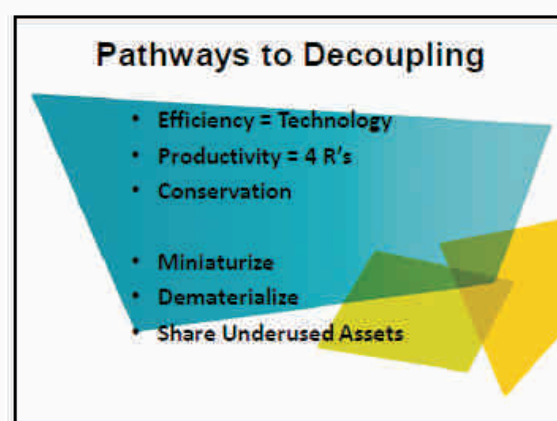 Pathways to Decoupling
• Efficiency = Technology
• Productivity = 4 R's
• Conservation
• Miniaturize
• Dematerialize
• Share Underused Assets